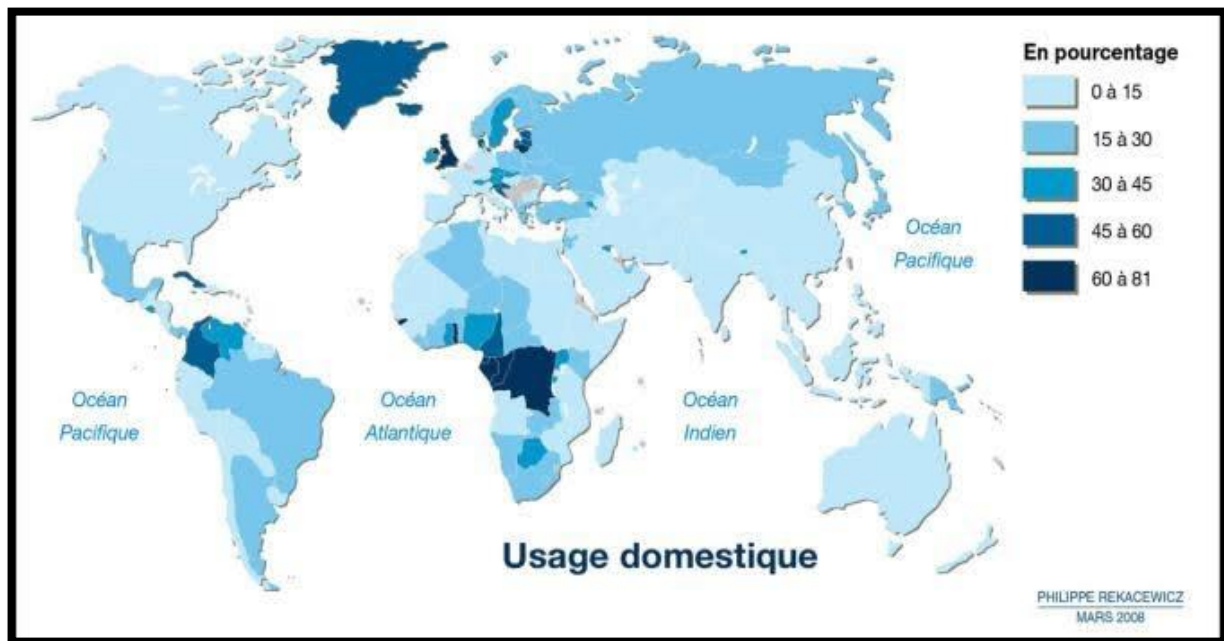 En pourcentage
0 à 15
15 à 30
30 à 45
45 à 60
60 à 81
Océan
Pacifique
Océan
Pacifique
Océan
Atlantique
Océan
Indien
Usage domestique
PHILIPPE REKACEWICZ
MARS 2008